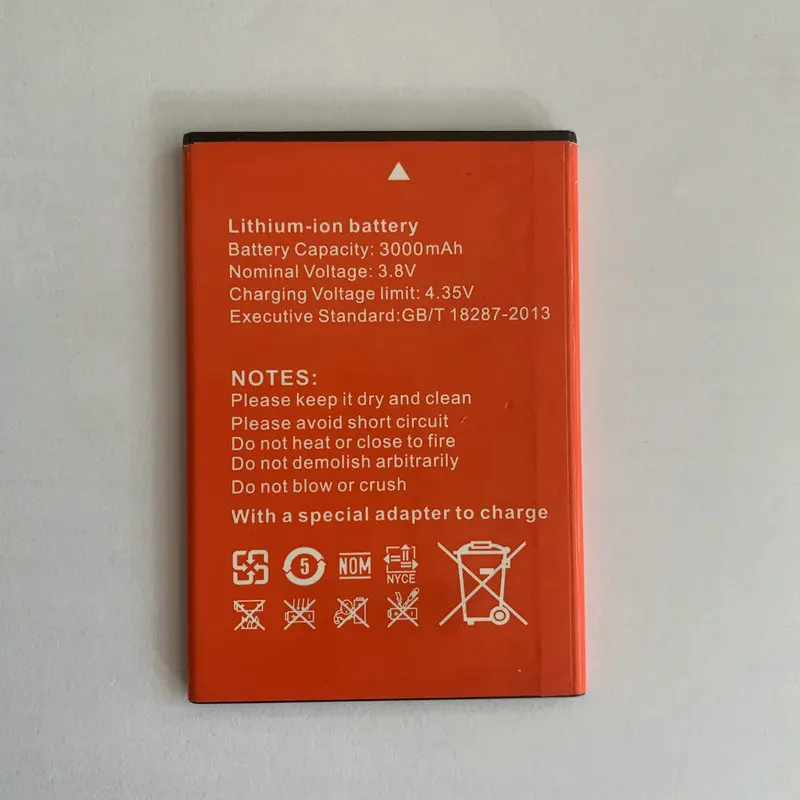 Lithium-ion battery
Battery Capacity: 3000mAh
Nominal Voltage: 3.8V
Charging Voltage limit: 4.35V
Executive Standard:GB/T 18287-2013
NOTES:
Please keep it dry and clean
Please avoid short circuit
Do not heat or close to fire
Do not demolish arbitrarily
Do not blow or crush
With a special adapter to charge
5 NOM
NYCE